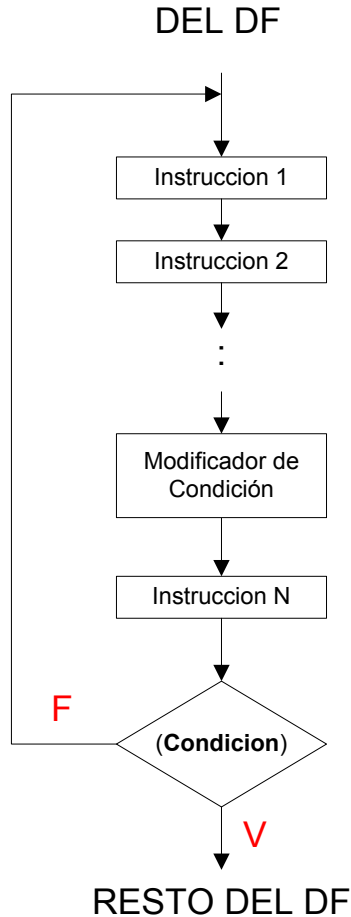 DEL DF
Instruccion 1
Instruccion 2
:
Modificador de
Condición
Instruccion N
F
(Condicion)
V
RESTO DEL DF